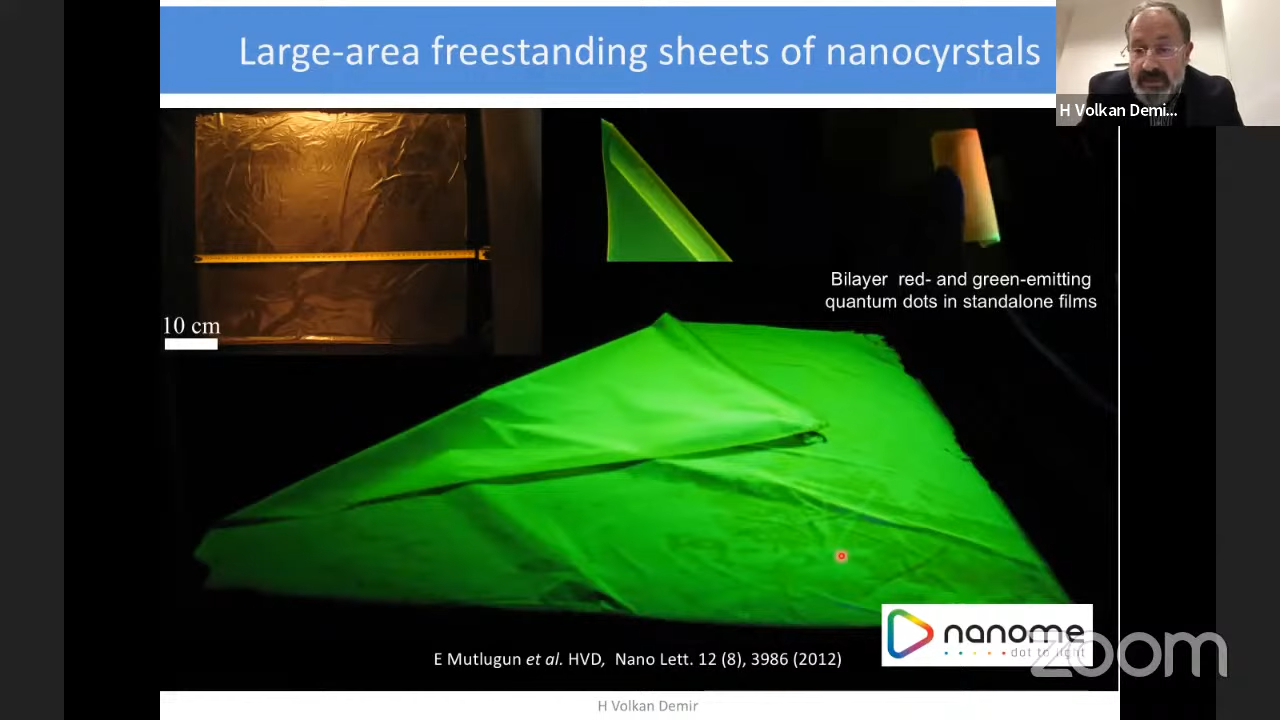 Large-area freestanding sheets of nanocyrstals
H Volkan Demi...
10 cm
Bilayer red- and green-emitting
quantum dots in standalone films
nanome
dot to light
zoom
E Mutlugun et al. HVD, Nano Lett. 12 (8), 3986 (2012)
H Volkan Demir